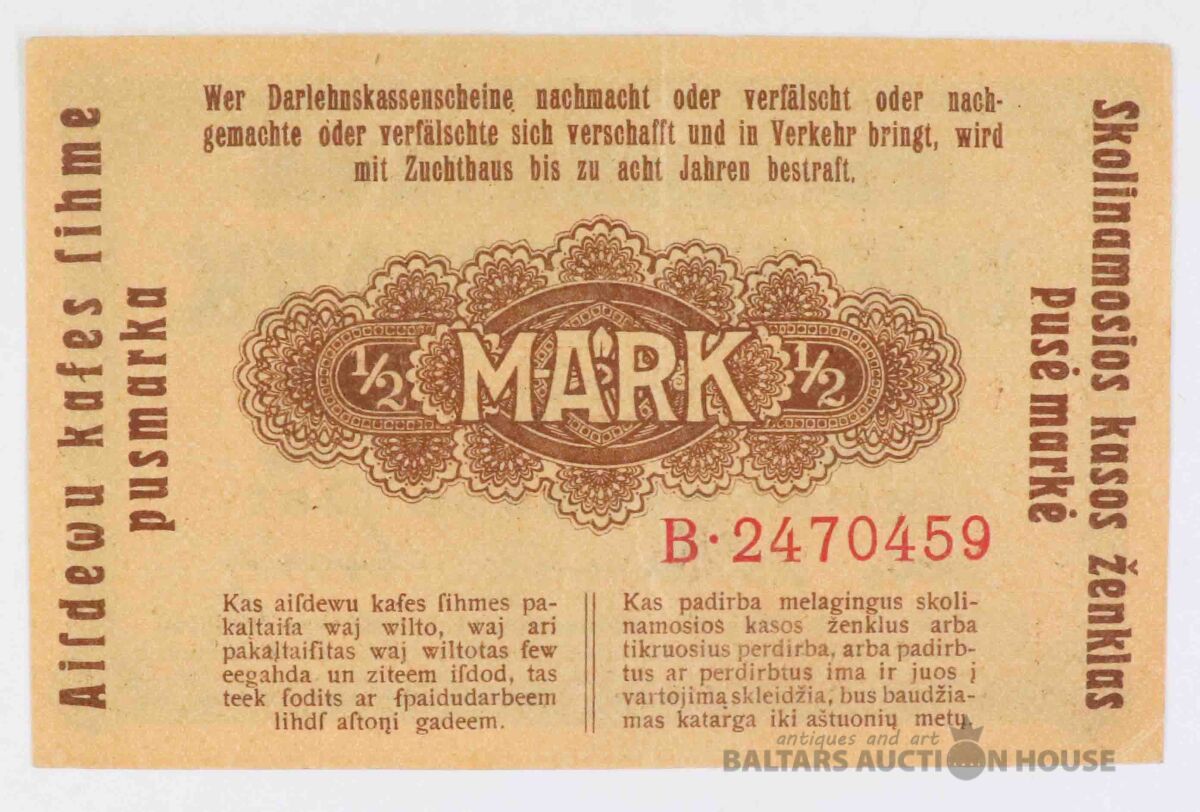 Wer Darlehnskassenscheine nachmacht oder verfälscht oder nach-
gemachte oder verfälschte sich verschafft und in Verkehr bringt, wird
mit Zuchthaus bis zu acht Jahren bestraft.
Aiſdewu kaſes ſihme
pusmarka
Skolinamosios kasos ženklas
Pusė markė
1/2 MARK 1/2
B·2470459
Kas aiſdewu kaſes ſihmes pa-
kaļtaiſa waj wilto, waj ari
pakaļtaiſitas waj wiltotas ſew
eegahda un ziteem iſdod, tas
teek ſodits ar ſpaidudarbeem
lihdſ aſtoņi gadeem.
Kas padirba melagingus skoli-
namosios kasos ženklus arba
tikruosius perdirba, arba padirb-
tus ar perdirbtus ima ir juos į
vartojimą skleidžia, bus baudžia-
mas katarga iki aštuonių metų.
antiques and art
BALTARS AUCTION HOUSE